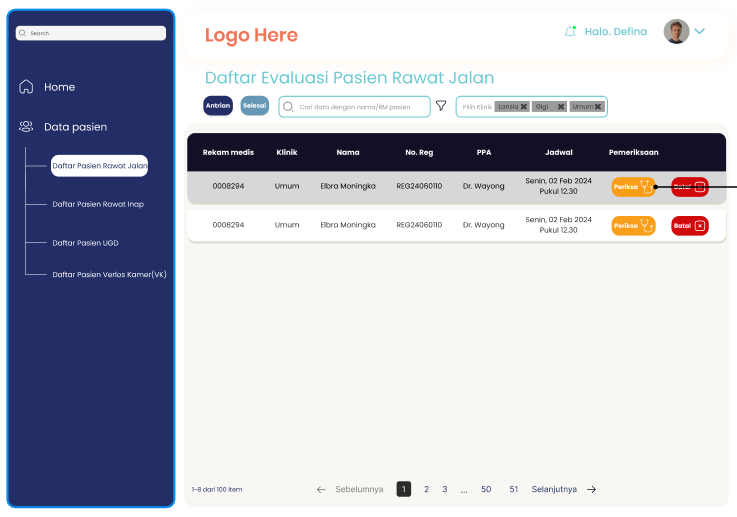 Search
Home
Data pasien
Daftar Pasien Rawat Jalan
Daftar Pasien Rawat Inap
Daftar Pasien UGD
Daftar Pasien Verlos Kamer(VK)
Logo Here
Halo. Defina
Daftar Evaluasi Pasien Rawat Jalan
Antrian Selesai Cari data dengan nama/RM pasien Pilih Klinik Lansia Gigi Umum
Rekam medis Klinik Nama No. Reg PPA Jadwal Pemeriksaan
0008294 Umum Elbra Moningka REG24060110 Dr. Wayong Senin, 02 Feb 2024
Pukul 12.30 Periksa Batal
0008294 Umum Elbra Moningka REG24060110 Dr. Wayong Senin, 02 Feb 2024
Pukul 12.30 Periksa Batal
1-8 dari 100 item
← Sebelumnya 1 2 3 ... 50 51 Selanjutnya →